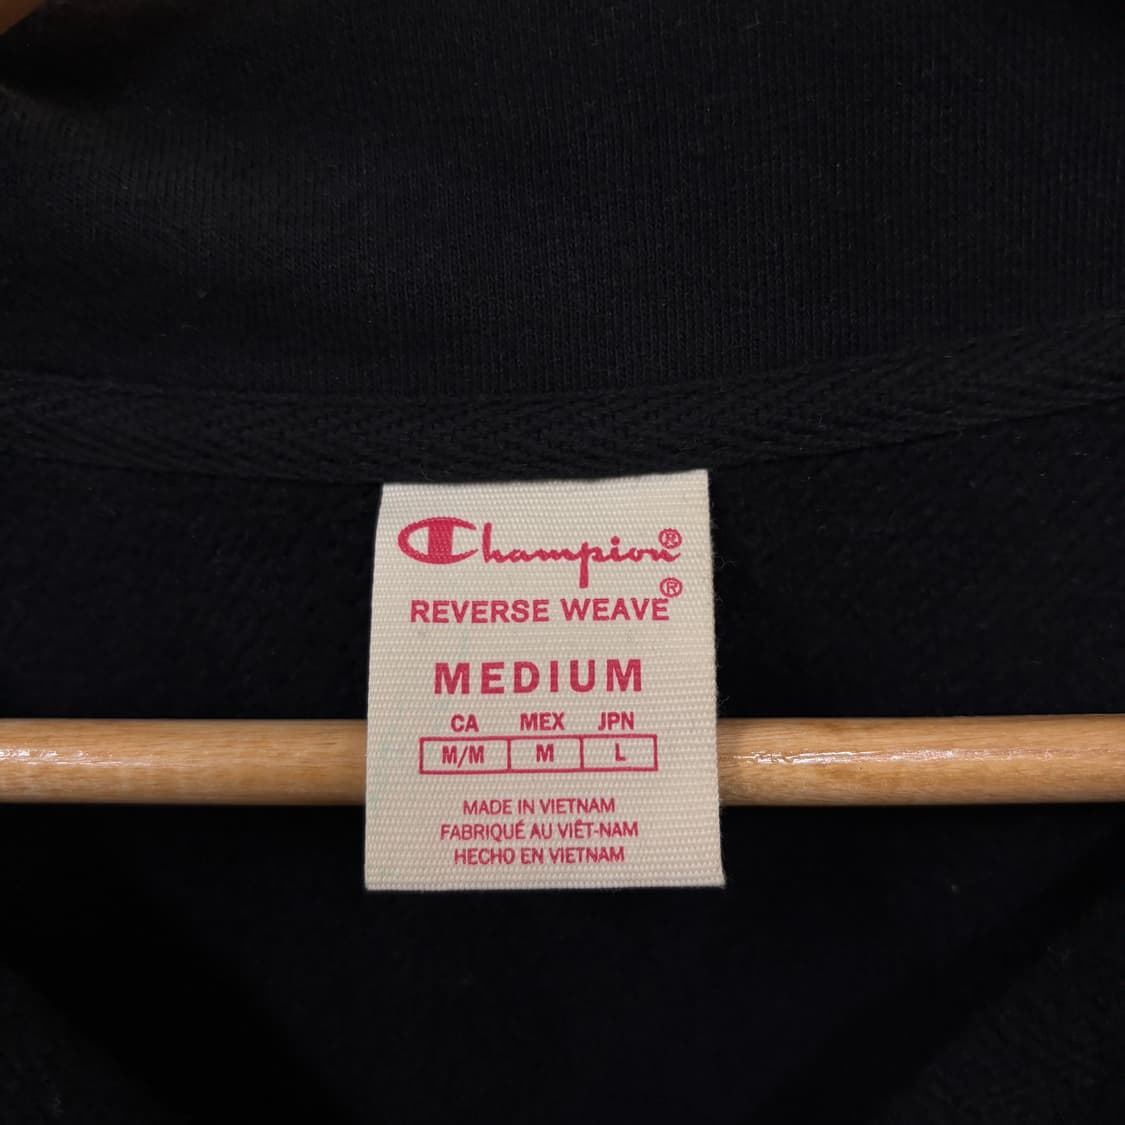 Champion®
REVERSE WEAVE®
MEDIUM
CA MEX JPN
M/M M L
MADE IN VIETNAM
FABRIQUÉ AU VIÊT-NAM
HECHO EN VIETNAM